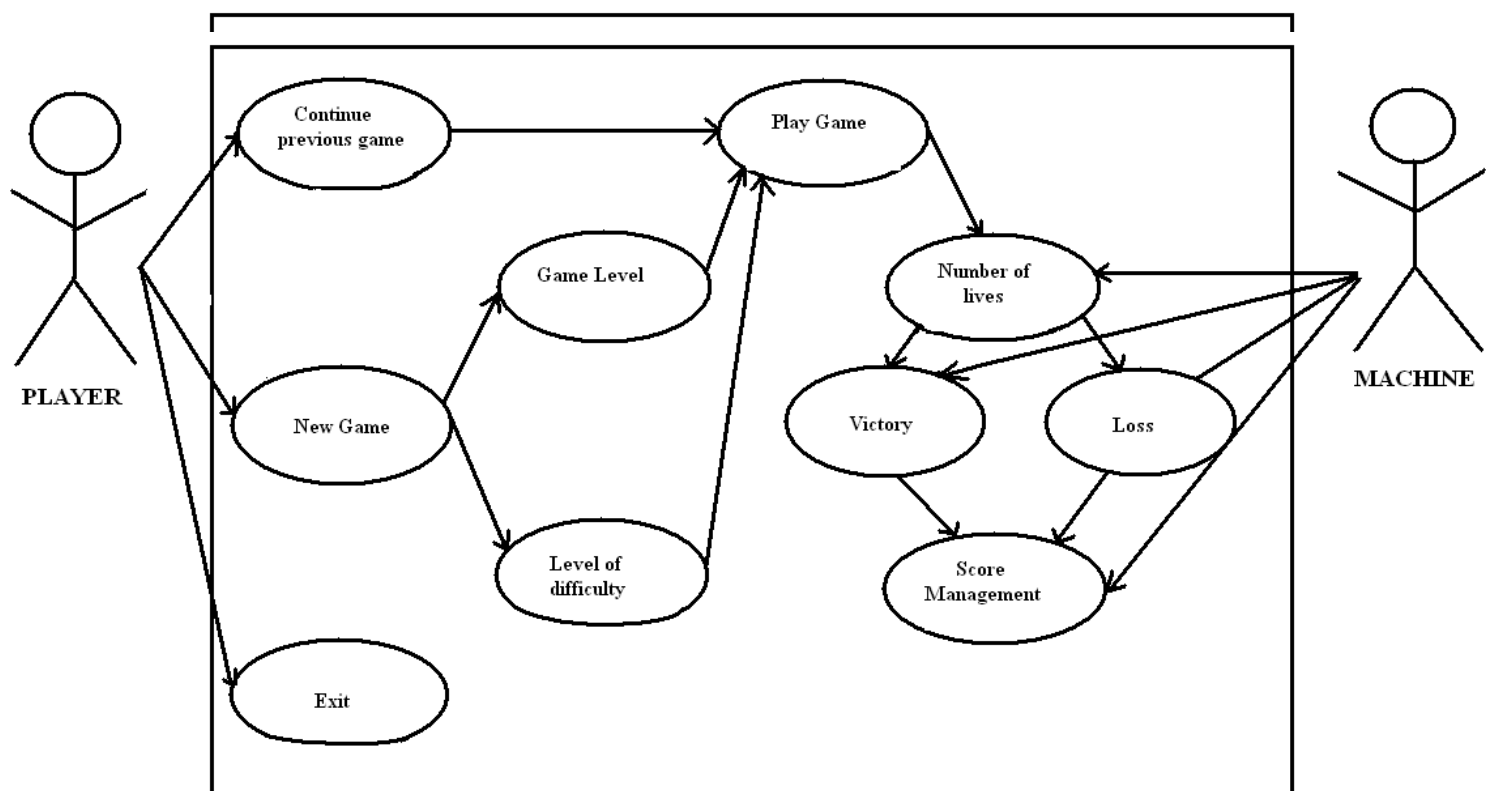 Continue
previous game
Play Game
Game Level
Number of
lives
PLAYER
MACHINE
New Game
Victory
Loss
Level of
difficulty
Score
Management
Exit